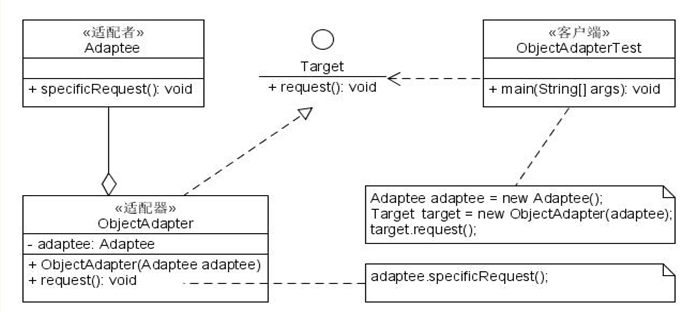 «适配者»
Adaptee
+ specificRequest(): void
Target
+ request(): void
«客户端»
ObjectAdapterTest
+ main(String[] args): void
«适配器»
ObjectAdapter
- adaptee: Adaptee
+ ObjectAdapter(Adaptee adaptee)
+ request(): void
Adaptee adaptee = new Adaptee();
Target target = new ObjectAdapter(adaptee);
target.request();
adaptee.specificRequest();